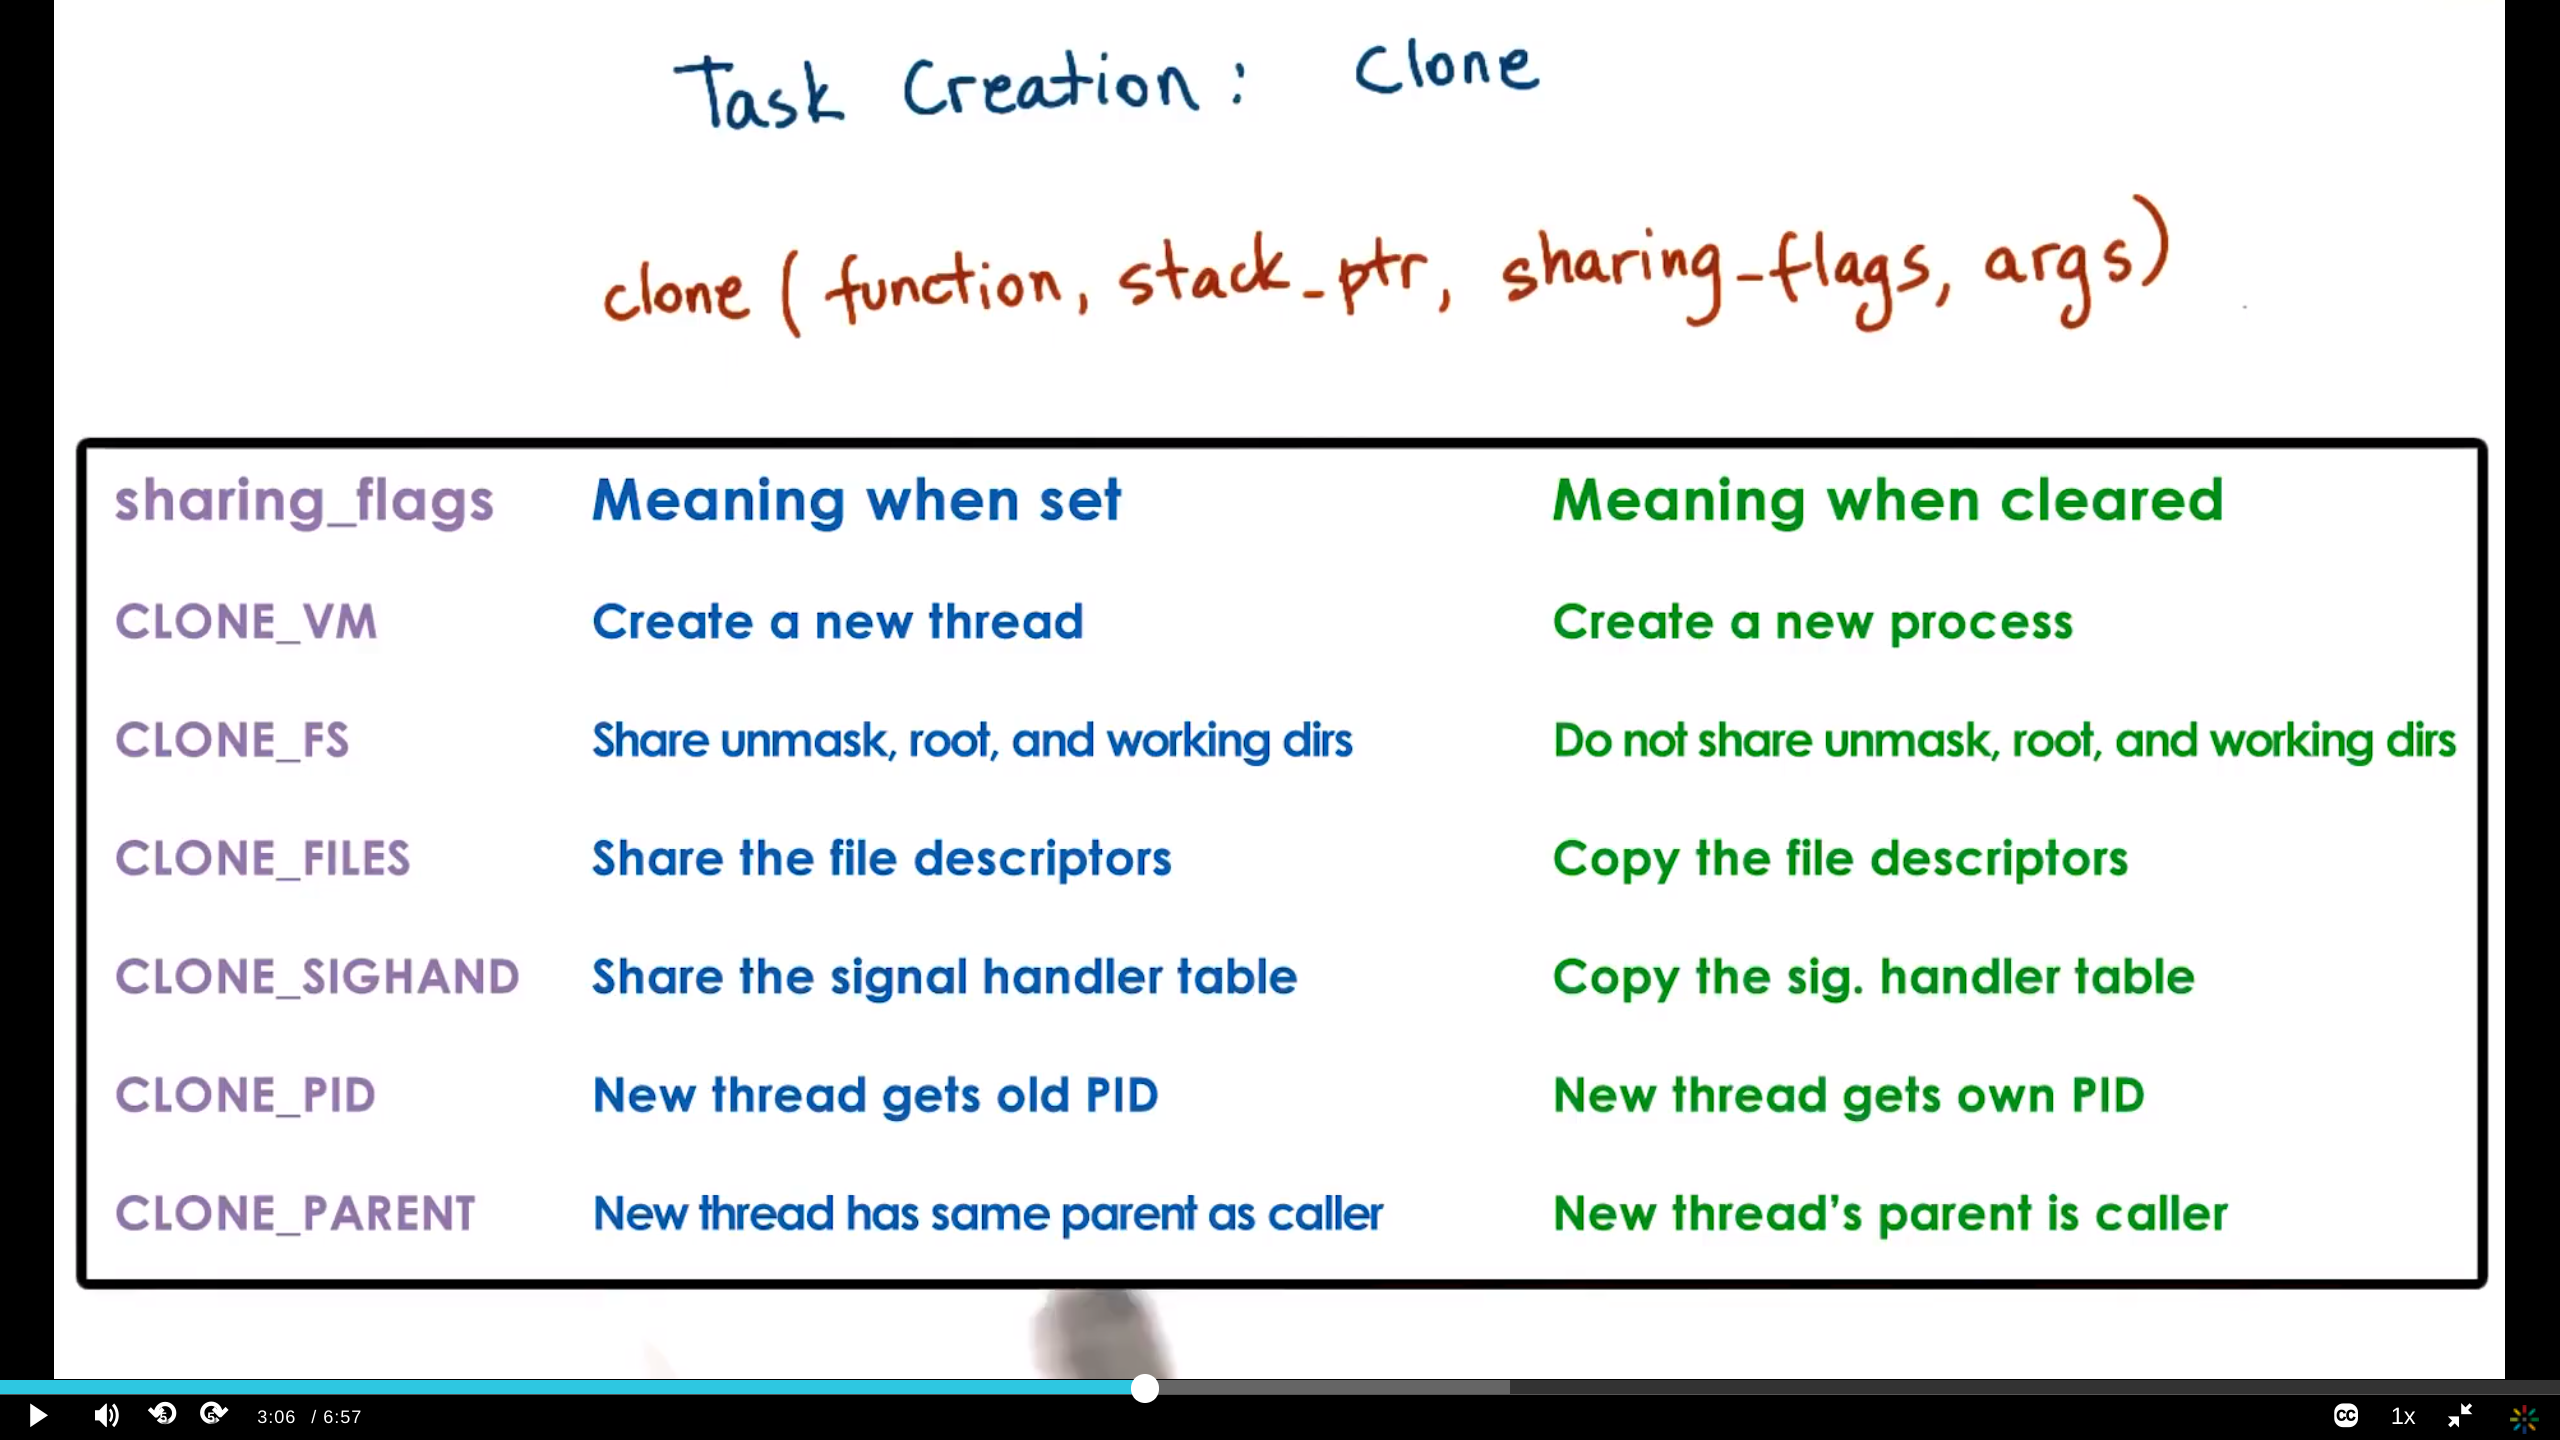 Task Creation: Clone
clone (function, stack_ptr, sharing_flags, args)
sharing_flags Meaning when set Meaning when cleared
CLONE_VM Create a new thread Create a new process
CLONE_FS Share unmask, root, and working dirs Do not share unmask, root, and working dirs
CLONE_FILES Share the file descriptors Copy the file descriptors
CLONE_SIGHAND Share the signal handler table Copy the sig. handler table
CLONE_PID New thread gets old PID New thread gets own PID
CLONE_PARENT New thread has same parent as caller New thread’s parent is caller
5 5 3:06 / 6:57 CC 1x